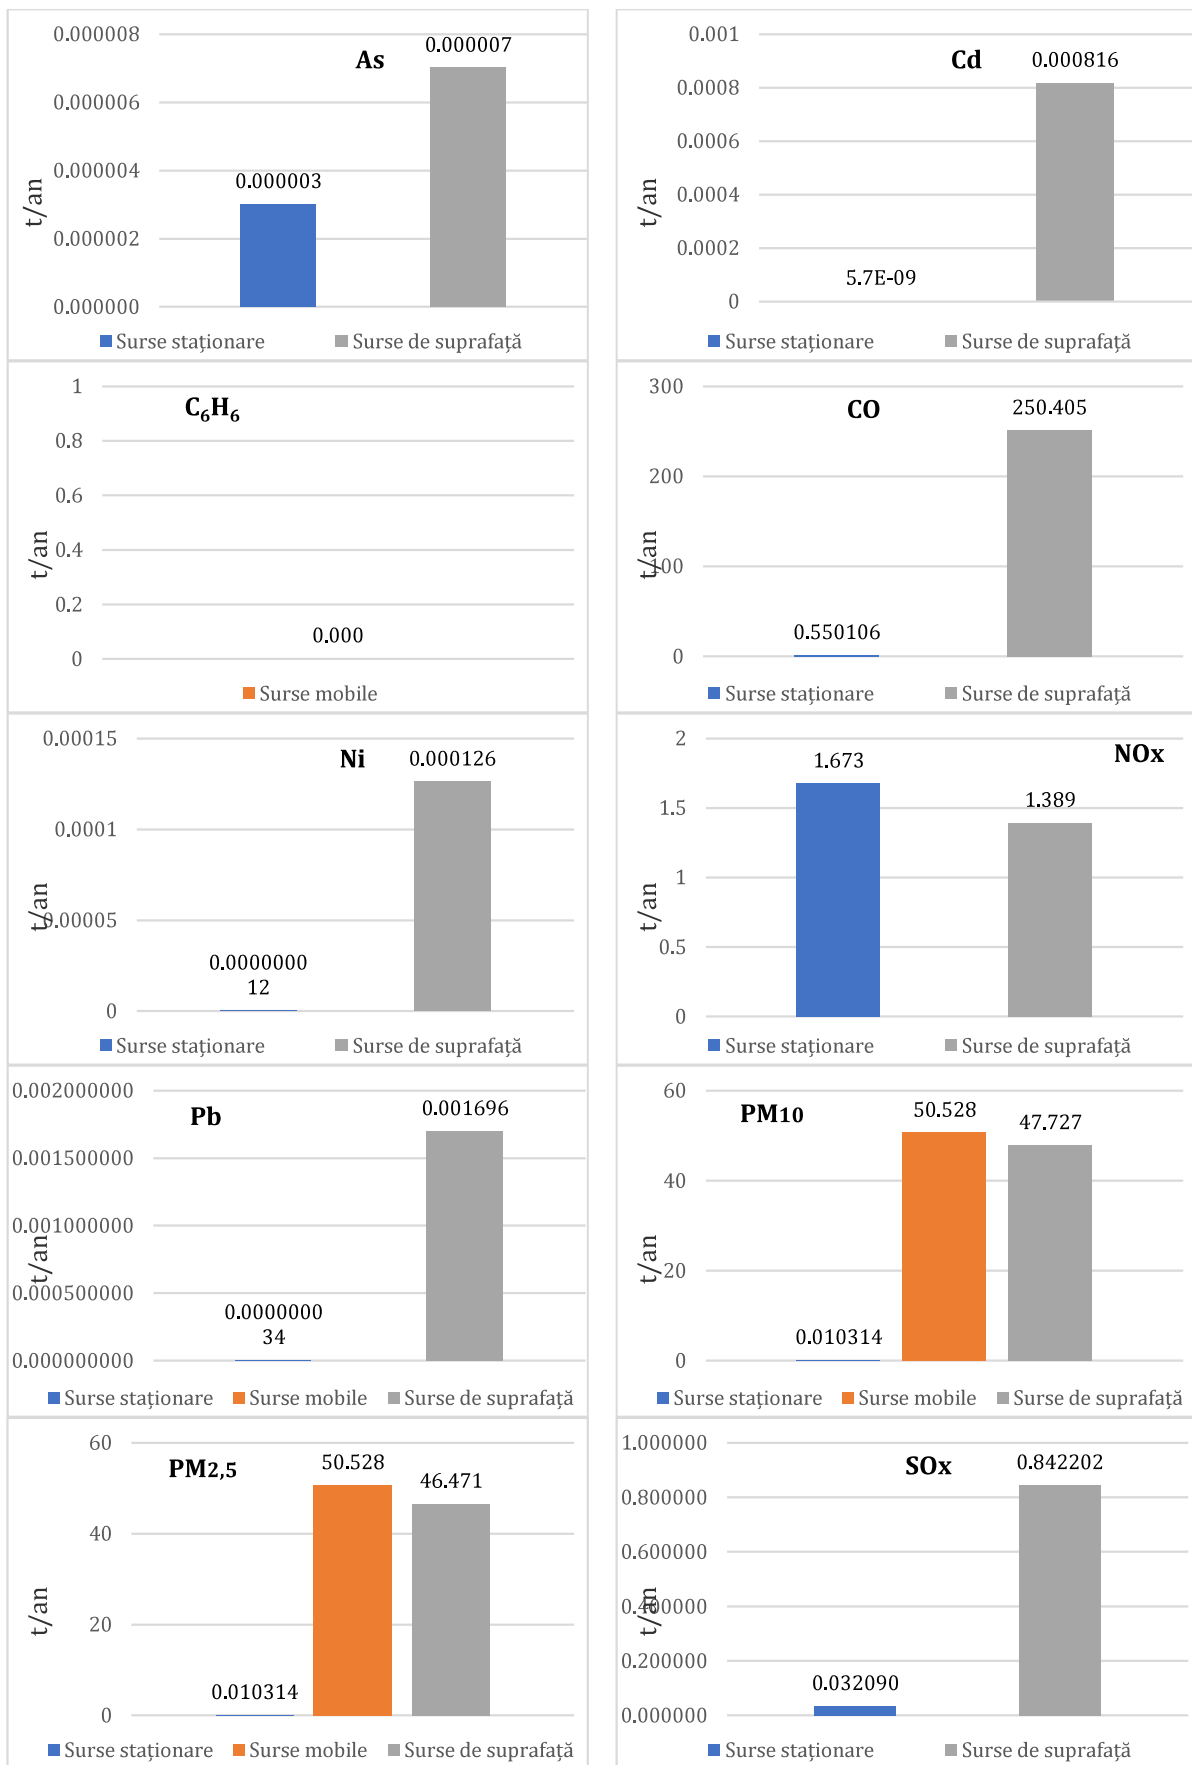 As
0.000008
0.000006
0.000004
0.000002
0.000000
t/an
0.000003
0.000007
Surse staționare
Surse de suprafață
Cd
0.001
0.0008
0.0006
0.0004
0.0002
0
t/an
5.7E-09
0.000816
Surse staționare
Surse de suprafață
C₆H₆
1
0.8
0.6
0.4
0.2
0
t/an
0.000
Surse mobile
CO
300
200
100
0
t/an
0.550106
250.405
Surse staționare
Surse de suprafață
Ni
0.00015
0.0001
0.00005
0
t/an
0.0000000
12
0.000126
Surse staționare
Surse de suprafață
NOx
2
1.5
1
0.5
0
t/an
1.673
1.389
Surse staționare
Surse de suprafață
Pb
0.002000000
0.001500000
0.001000000
0.000500000
0.000000000
t/an
0.0000000
34
0.001696
Surse staționare
Surse mobile
Surse de suprafață
PM10
60
40
20
0
t/an
0.010314
50.528
47.727
Surse staționare
Surse mobile
Surse de suprafață
PM2,5
60
40
20
0
t/an
0.010314
50.528
46.471
Surse staționare
Surse mobile
Surse de suprafață
SOx
1.000000
0.800000
0.600000
0.400000
0.200000
0.000000
t/an
0.032090
0.842202
Surse staționare
Surse de suprafață